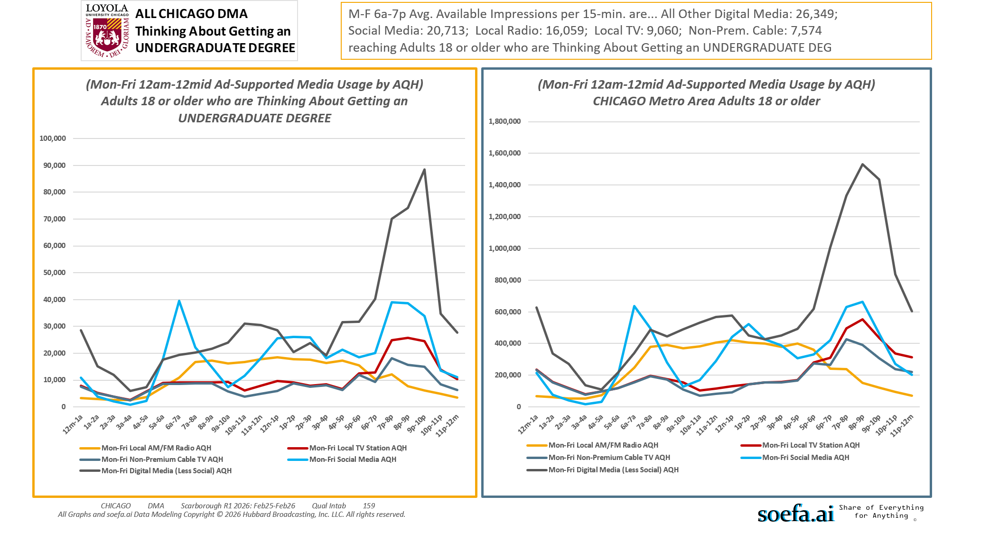 LOYOLA
UNIVERSITY CHICAGO
1870
AD • MAJOREM • DEI • GLORIAM
ALL CHICAGO DMA
Thinking About Getting an
UNDERGRADUATE DEGREE
M-F 6a-7p Avg. Available Impressions per 15-min. are... All Other Digital Media: 26,349;
Social Media: 20,713; Local Radio: 16,059; Local TV: 9,060; Non-Prem. Cable: 7,574
reaching Adults 18 or older who are Thinking About Getting an UNDERGRADUATE DEG
(Mon-Fri 12am-12mid Ad-Supported Media Usage by AQH)
Adults 18 or older who are Thinking About Getting an
UNDERGRADUATE DEGREE
100,000
90,000
80,000
70,000
60,000
50,000
40,000
30,000
20,000
10,000
0
12m-1a
1a-2a
2a-3a
3a-4a
4a-5a
5a-6a
6a-7a
7a-8a
8a-9a
9a-10a
10a-11a
11a-12n
12n-1p
1p-2p
2p-3p
3p-4p
4p-5p
5p-6p
6p-7p
7p-8p
8p-9p
9p-10p
10p-11p
11p-12m
Mon-Fri Local AM/FM Radio AQH
Mon-Fri Local TV Station AQH
Mon-Fri Non-Premium Cable TV AQH
Mon-Fri Social Media AQH
Mon-Fri Digital Media (Less Social) AQH
(Mon-Fri 12am-12mid Ad-Supported Media Usage by AQH)
CHICAGO Metro Area Adults 18 or older
1,800,000
1,600,000
1,400,000
1,200,000
1,000,000
800,000
600,000
400,000
200,000
0
12m-1a
1a-2a
2a-3a
3a-4a
4a-5a
5a-6a
6a-7a
7a-8a
8a-9a
9a-10a
10a-11a
11a-12n
12n-1p
1p-2p
2p-3p
3p-4p
4p-5p
5p-6p
6p-7p
7p-8p
8p-9p
9p-10p
10p-11p
11p-12m
Mon-Fri Local AM/FM Radio AQH
Mon-Fri Local TV Station AQH
Mon-Fri Non-Premium Cable TV AQH
Mon-Fri Social Media AQH
Mon-Fri Digital Media (Less Social) AQH
CHICAGO DMA Scarborough R1 2026: Feb25-Feb26 Qual Intab 159
All Graphs and soefa.ai Data Modeling Copyright © 2026 Hubbard Broadcasting, Inc. LLC. All rights reserved.
soefa.ai
Share of Everything
for Anything ©